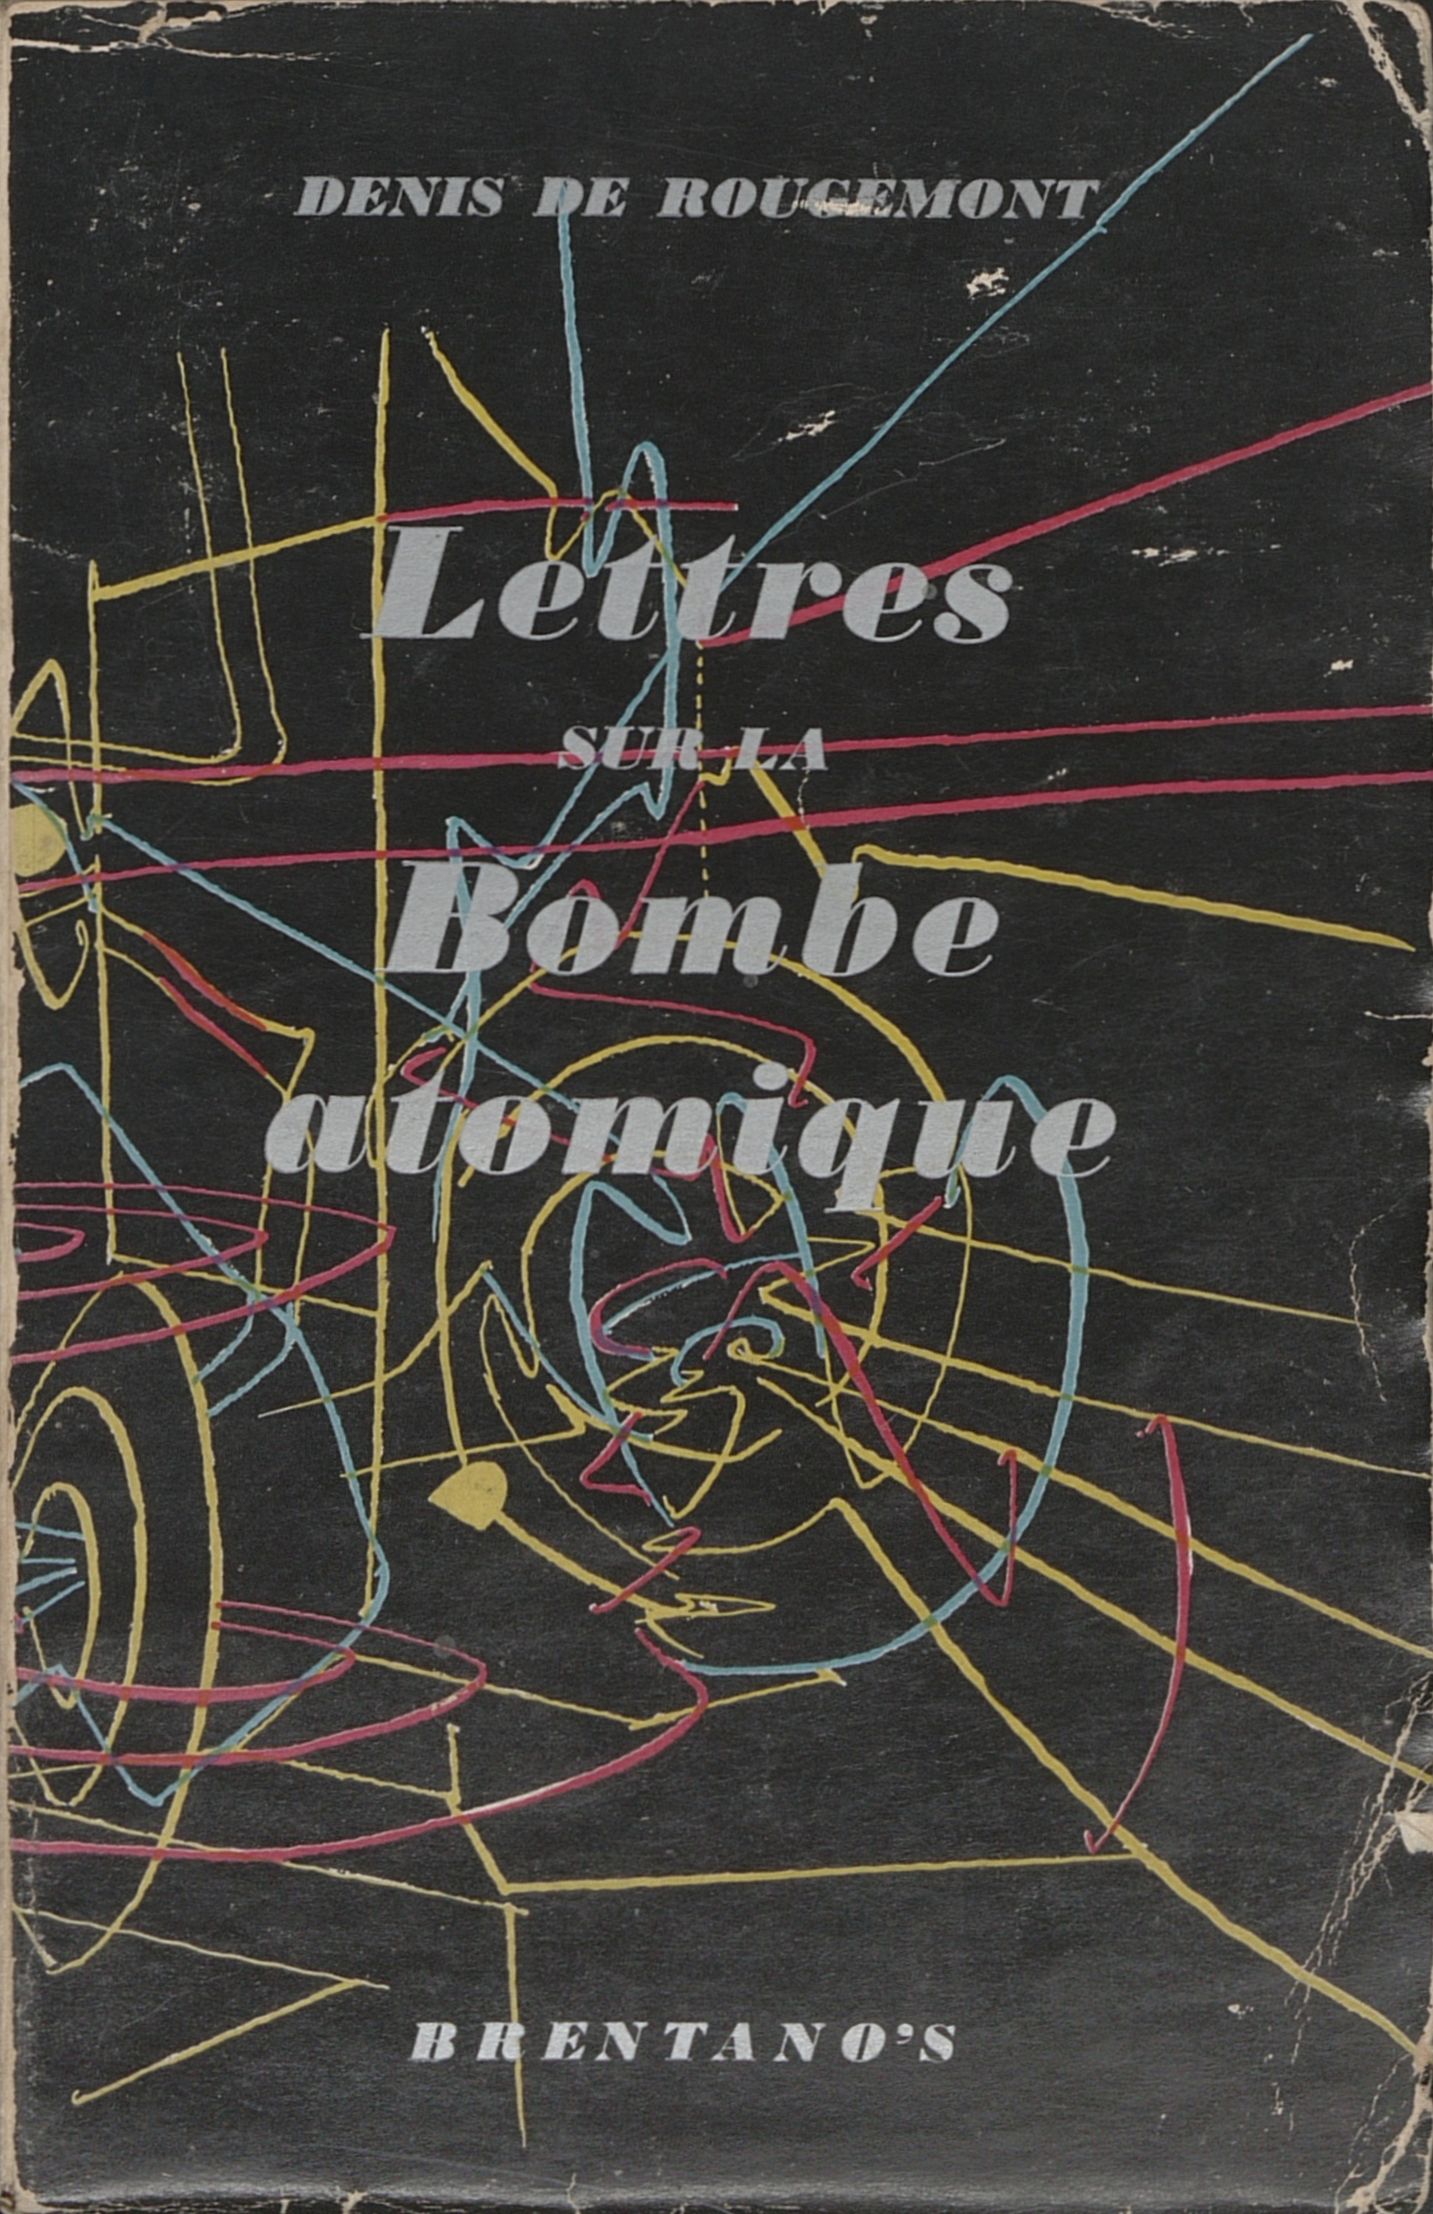 DENIS DE ROUGEMONT
Lettres
SUR LA
Bombe
atomique
BRENTANO'S